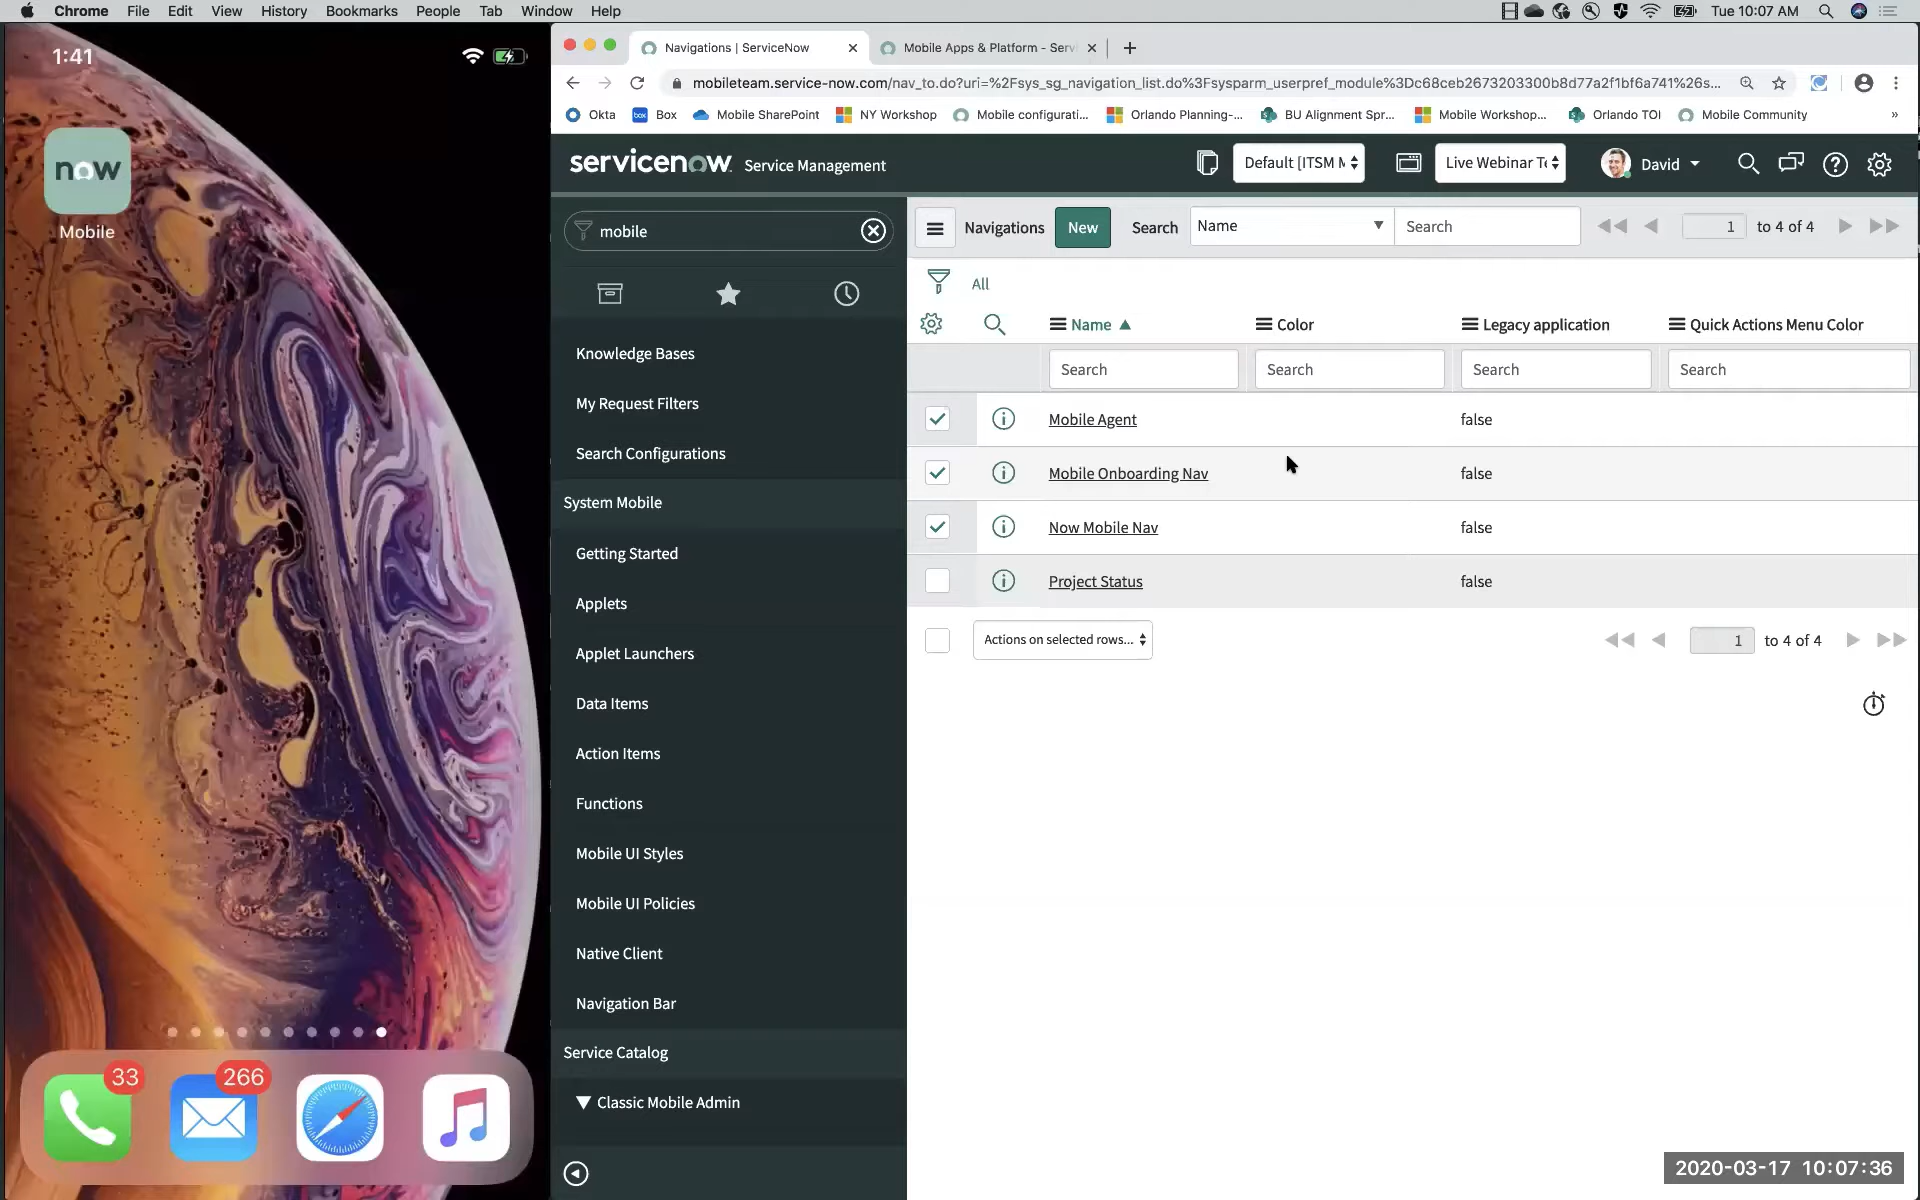 Chrome File Edit View History Bookmarks People Tab Window Help Tue 10:07 AM
1:41
now
Mobile
33
266
Navigations | ServiceNow
Mobile Apps & Platform - Serv
mobileteam.service-now.com/nav_to.do?uri=%2Fsys_sg_navigation_list.do%3Fsysparm_userpref_module%3Dc68ceb2673203300b8d77a2f1bf6a741%26s...
Okta Box Mobile SharePoint NY Workshop Mobile configurati... Orlando Planning-... BU Alignment Spr... Mobile Workshop... Orlando TOI Mobile Community »
servicenow Service Management
Default [ITSM M
Live Webinar Te
David
mobile
Knowledge Bases
My Request Filters
Search Configurations
System Mobile
Getting Started
Applets
Applet Launchers
Data Items
Action Items
Functions
Mobile UI Styles
Mobile UI Policies
Native Client
Navigation Bar
Service Catalog
Classic Mobile Admin
Navigations New Search Name Search 1 to 4 of 4
All
Name Color Legacy application Quick Actions Menu Color
Search Search Search Search
Mobile Agent false
Mobile Onboarding Nav false
Now Mobile Nav false
Project Status false
Actions on selected rows... 1 to 4 of 4
2020-03-17 10:07:36